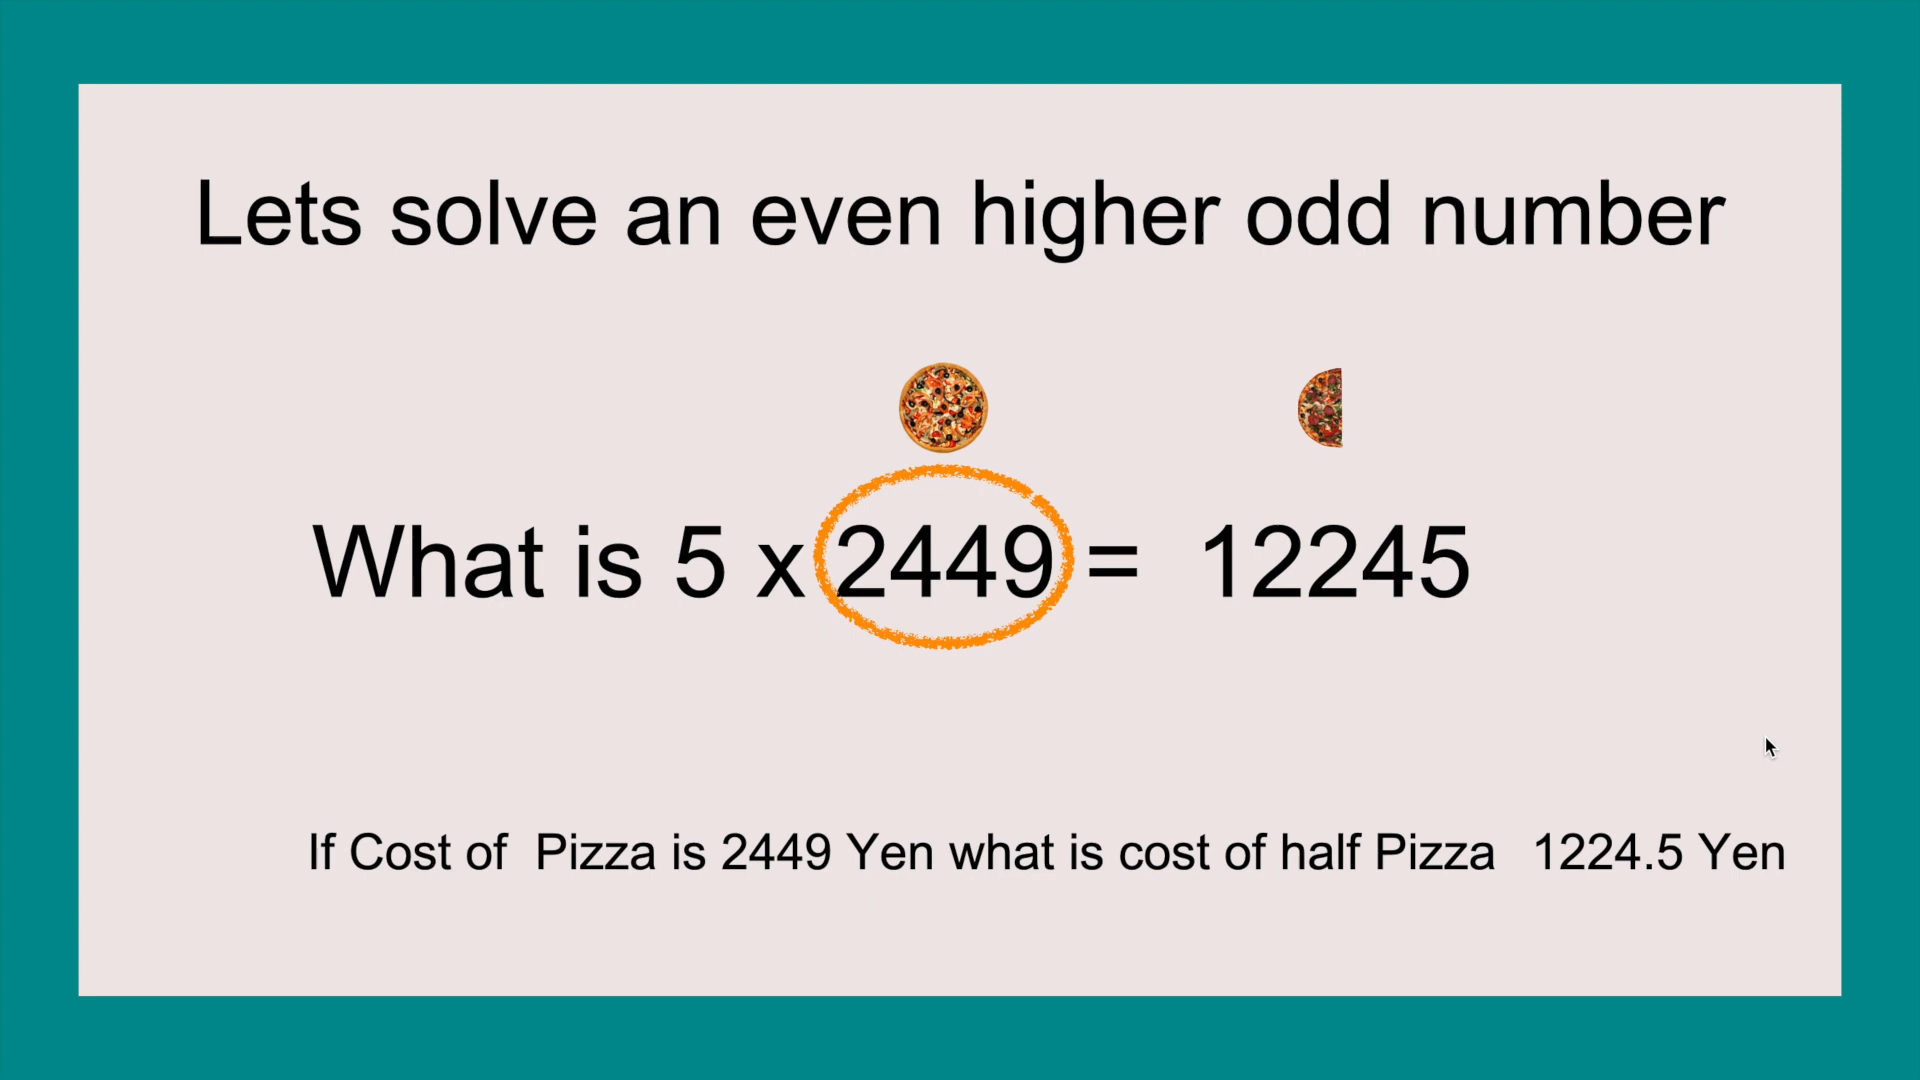 Lets solve an even higher odd number
What is 5 x 2449 = 12245
If Cost of Pizza is 2449 Yen what is cost of half Pizza 1224.5 Yen